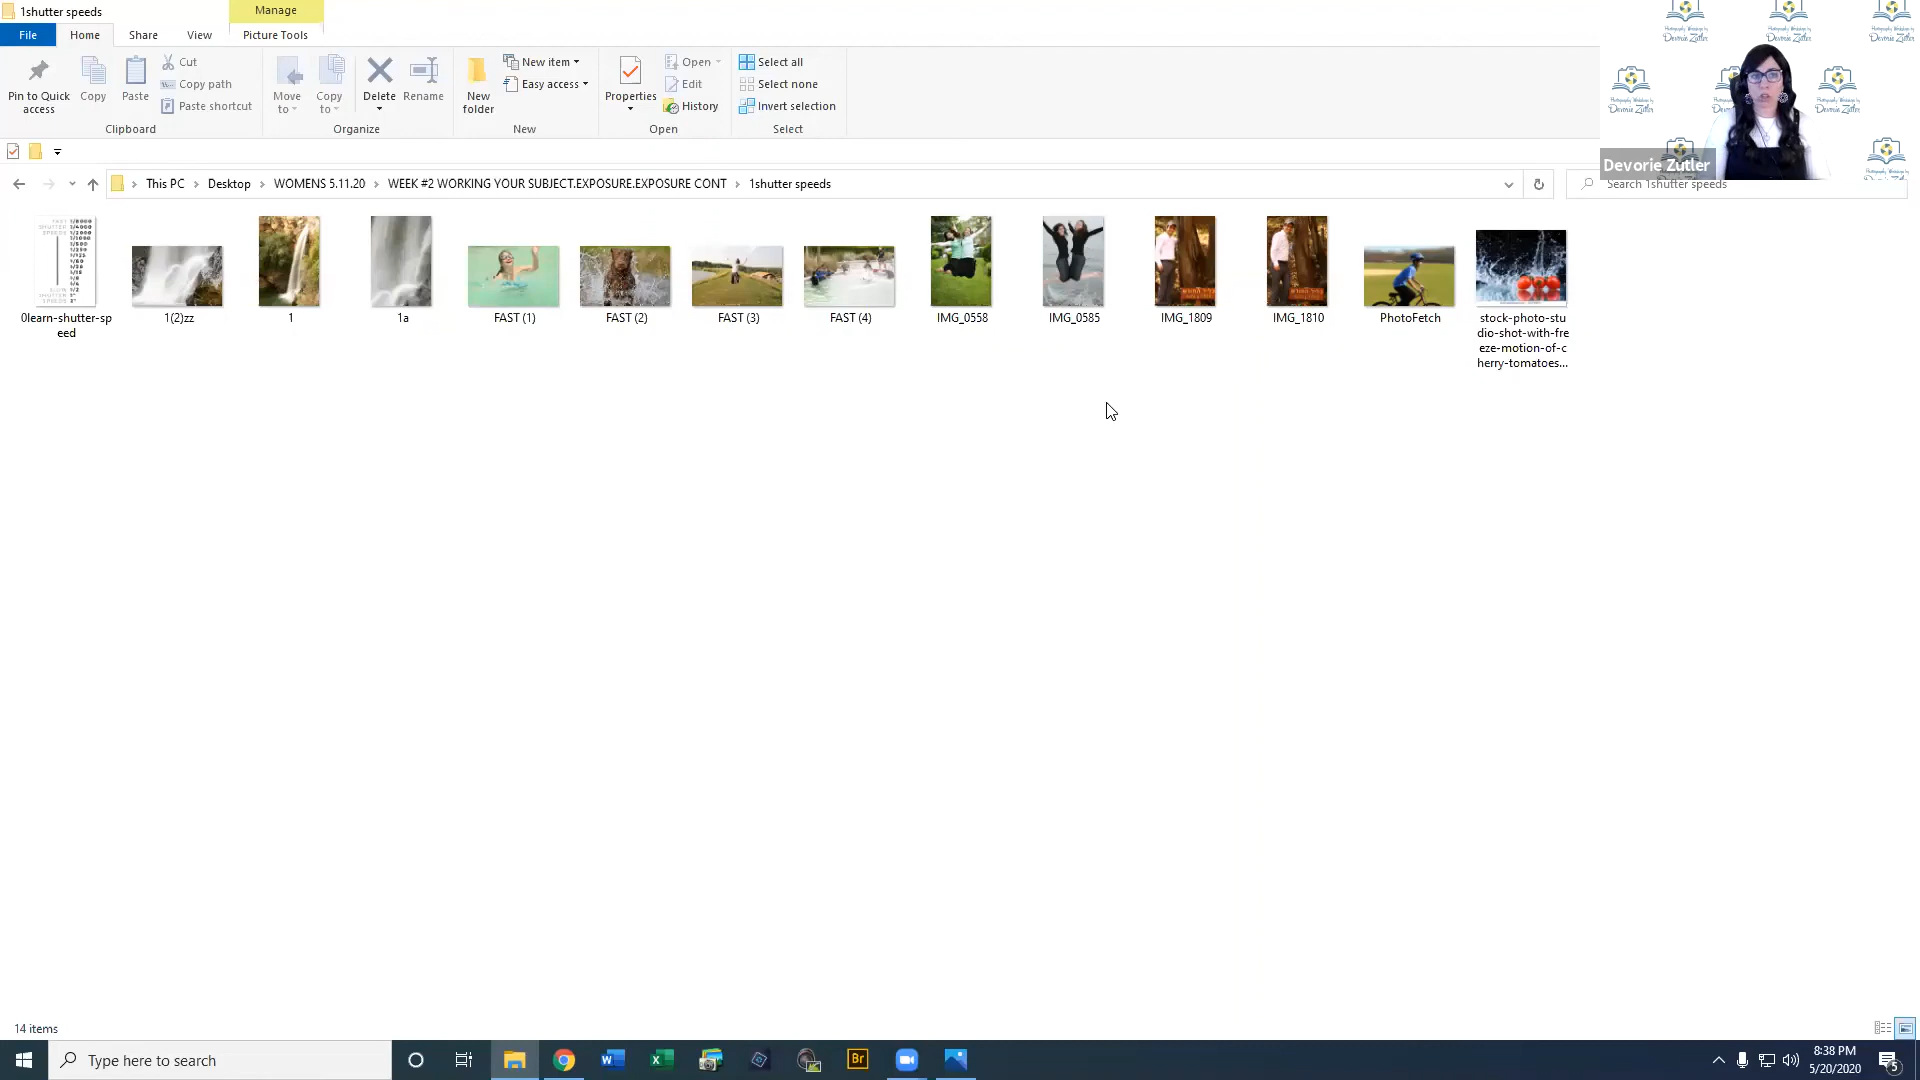 1shutter speeds
Manage
File
Home
Share
View
Picture Tools
Pin to Quick
access
Copy
Paste
Cut
Copy path
Paste shortcut
Clipboard
Move
to
Copy
to
Delete
Rename
Organize
New
folder
New item
Easy access
New
Properties
Open
Edit
History
Open
Select all
Select none
Invert selection
Select
Devorie Zutler
This PC
Desktop
WOMENS 5.11.20
WEEK #2 WORKING YOUR SUBJECT.EXPOSURE.EXPOSURE CONT
1shutter speeds
Search 1shutter speeds
0learn-shutter-sp
eed
1(2)zz
1
1a
FAST (1)
FAST (2)
FAST (3)
FAST (4)
IMG_0558
IMG_0585
IMG_1809
IMG_1810
PhotoFetch
stock-photo-stu
dio-shot-with-fre
eze-motion-of-c
herry-tomatoes...
14 items
Type here to search
Br
8:38 PM
5/20/2020
5